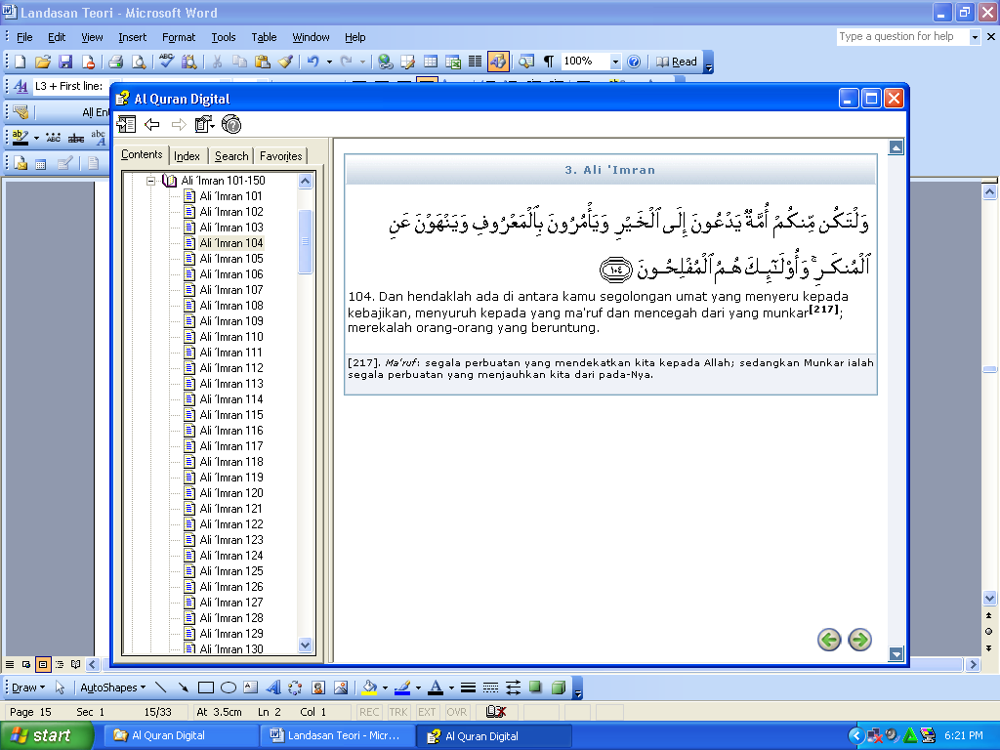 Landasan Teori - Microsoft Word
File Edit View Insert Format Tools Table Window Help
Type a question for help
100% Read
L3 + First line:
Al Quran Digital
Contents Index Search Favorites
Ali 'Imran 101-150
Ali 'Imran 101
Ali 'Imran 102
Ali 'Imran 103
Ali 'Imran 104
Ali 'Imran 105
Ali 'Imran 106
Ali 'Imran 107
Ali 'Imran 108
Ali 'Imran 109
Ali 'Imran 110
Ali 'Imran 111
Ali 'Imran 112
Ali 'Imran 113
Ali 'Imran 114
Ali 'Imran 115
Ali 'Imran 116
Ali 'Imran 117
Ali 'Imran 118
Ali 'Imran 119
Ali 'Imran 120
Ali 'Imran 121
Ali 'Imran 122
Ali 'Imran 123
Ali 'Imran 124
Ali 'Imran 125
Ali 'Imran 126
Ali 'Imran 127
Ali 'Imran 128
Ali 'Imran 129
Ali 'Imran 130
3. Ali 'Imran
وَلْتَكُن مِّنكُمْ أُمَّةٌ يَدْعُونَ إِلَى ٱلْخَيْرِ وَيَأْمُرُونَ بِٱلْمَعْرُوفِ وَيَنْهَوْنَ عَنِ
ٱلْمُنكَرِ ۚ وَأُوْلَـٰٓئِكَ هُمُ ٱلْمُفْلِحُونَ ١٠٤
104. Dan hendaklah ada di antara kamu segolongan umat yang menyeru kepada
kebajikan, menyuruh kepada yang ma'ruf dan mencegah dari yang munkar[217];
merekalah orang-orang yang beruntung.
[217]. Ma'ruf: segala perbuatan yang mendekatkan kita kepada Allah; sedangkan Munkar ialah
segala perbuatan yang menjauhkan kita dari pada-Nya.
Draw AutoShapes
Page 15 Sec 1 15/33 At 3.5cm Ln 2 Col 1 REC TRK EXT OVR
start Al Quran Digital Landasan Teori - Micr... Al Quran Digital 6:21 PM